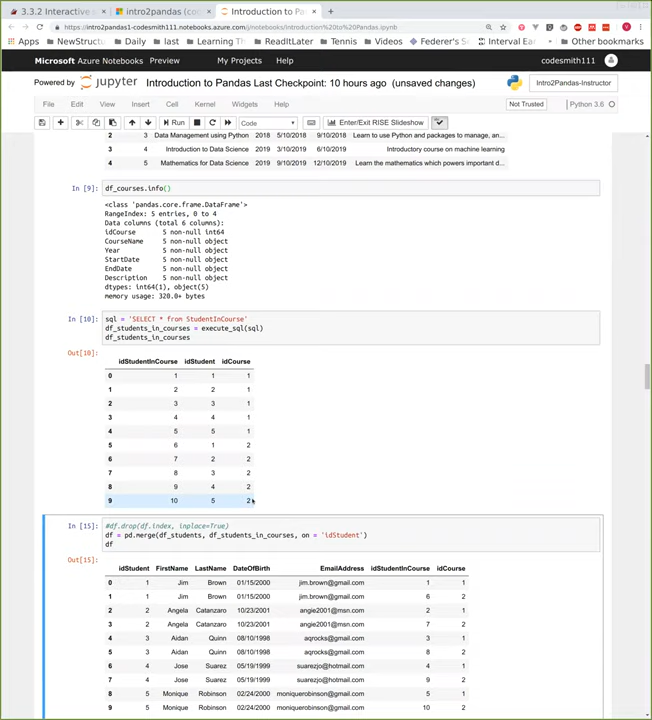 3.3.2 Interactive s
intro2pandas (co
Introduction to P
https://intro2pandas1-codesmith111.notebooks.azure.com/j/notebooks/Introduction%20to%20Pandas.ipynb
Apps NewStructur last Learning T ReadItLater Tennis Videos Federer's S Interval Ea Other bookmarks
Microsoft Azure Notebooks Preview My Projects Help codesmith111
Powered by jupyter Introduction to Pandas Last Checkpoint: 10 hours ago (unsaved changes) Intro2Pandas-Instructor
File Edit View Insert Cell Kernel Widgets Help Not Trusted Python 3.6
Run Code Enter/Exit RISE Slideshow
2 3 Data Management using Python 2018 5/10/2018 9/10/2018 Learn to use Python and packages to manage, an...
3 4 Introduction to Data Science 2019 3/10/2019 6/10/2019 Introductory course on machine learning
4 5 Mathematics for Data Science 2019 9/10/2019 12/10/2019 Learn the mathematics which powers important d...
In [9]: df_courses.info()
<class 'pandas.core.frame.DataFrame'>
RangeIndex: 5 entries, 0 to 4
Data columns (total 6 columns):
idCourse 5 non-null int64
CourseName 5 non-null object
Year 5 non-null object
StartDate 5 non-null object
EndDate 5 non-null object
Description 5 non-null object
dtypes: int64(1), object(5)
memory usage: 320.0+ bytes
In [10]: sql = 'SELECT * from StudentInCourse'
df_students_in_courses = execute_sql(sql)
df_students_in_courses
Out[10]:
idStudentInCourse idStudent idCourse
0 1 1 1
1 2 2 1
2 3 3 1
3 4 4 1
4 5 5 1
5 6 1 2
6 7 2 2
7 8 3 2
8 9 4 2
9 10 5 2
In [15]: #df.drop(df.index, inplace=True)
df = pd.merge(df_students, df_students_in_courses, on = 'idStudent')
df
Out[15]:
idStudent FirstName LastName DateOfBirth EmailAddress idStudentInCourse idCourse
0 1 Jim Brown 01/15/2000 jim.brown@gmail.com 1 1
1 1 Jim Brown 01/15/2000 jim.brown@gmail.com 6 2
2 2 Angela Catanzaro 10/23/2001 angie2001@msn.com 2 1
3 2 Angela Catanzaro 10/23/2001 angie2001@msn.com 7 2
4 3 Aidan Quinn 08/10/1998 aqrocks@gmail.com 3 1
5 3 Aidan Quinn 08/10/1998 aqrocks@gmail.com 8 2
6 4 Jose Suarez 05/19/1999 suarezjo@hotmail.com 4 1
7 4 Jose Suarez 05/19/1999 suarezjo@hotmail.com 9 2
8 5 Monique Robinson 02/24/2000 moniquerobinson@gmail.com 5 1
9 5 Monique Robinson 02/24/2000 moniquerobinson@gmail.com 10 2